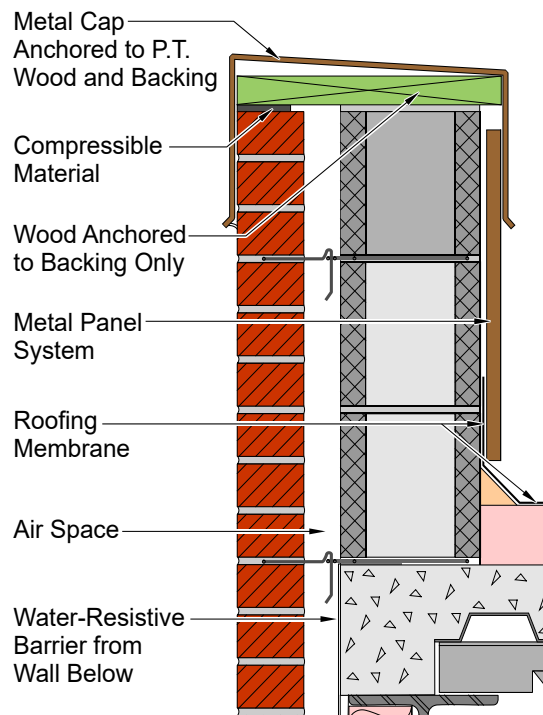 Metal Cap
Anchored to P.T.
Wood and Backing
Compressible
Material
Wood Anchored
to Backing Only
Metal Panel
System
Roofing
Membrane
Air Space
Water-Resistive
Barrier from
Wall Below